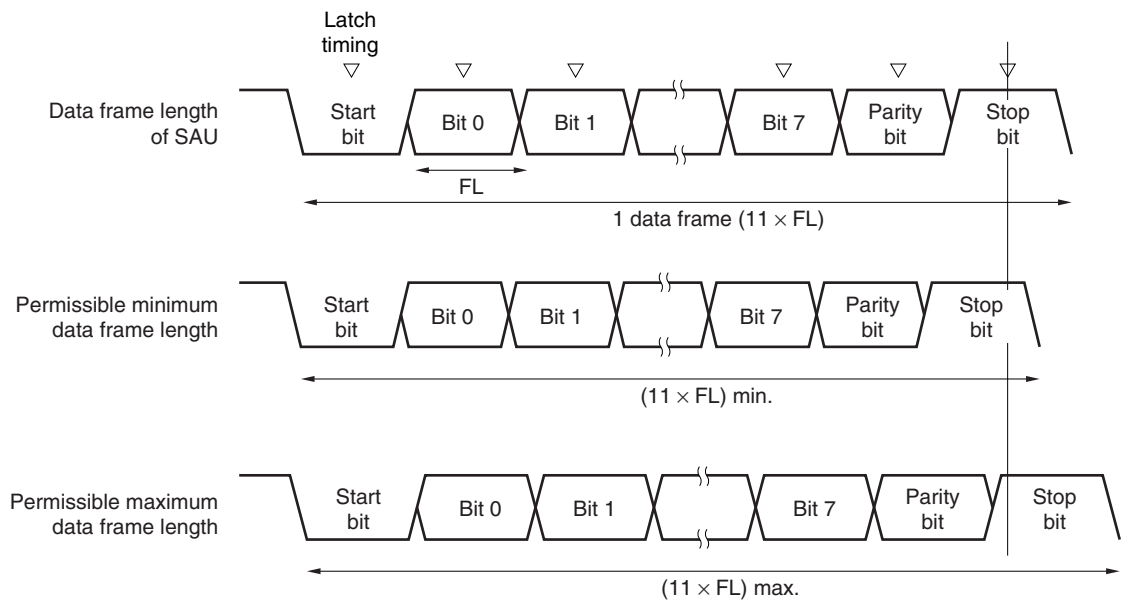 Latch
timing
Data frame length
of SAU
Start
bit
Bit 0
Bit 1
Bit 7
Parity
bit
Stop
bit
FL
1 data frame (11 × FL)
Permissible minimum
data frame length
Start
bit
Bit 0
Bit 1
Bit 7
Parity
bit
Stop
bit
(11 × FL) min.
Permissible maximum
data frame length
Start
bit
Bit 0
Bit 1
Bit 7
Parity
bit
Stop
bit
(11 × FL) max.